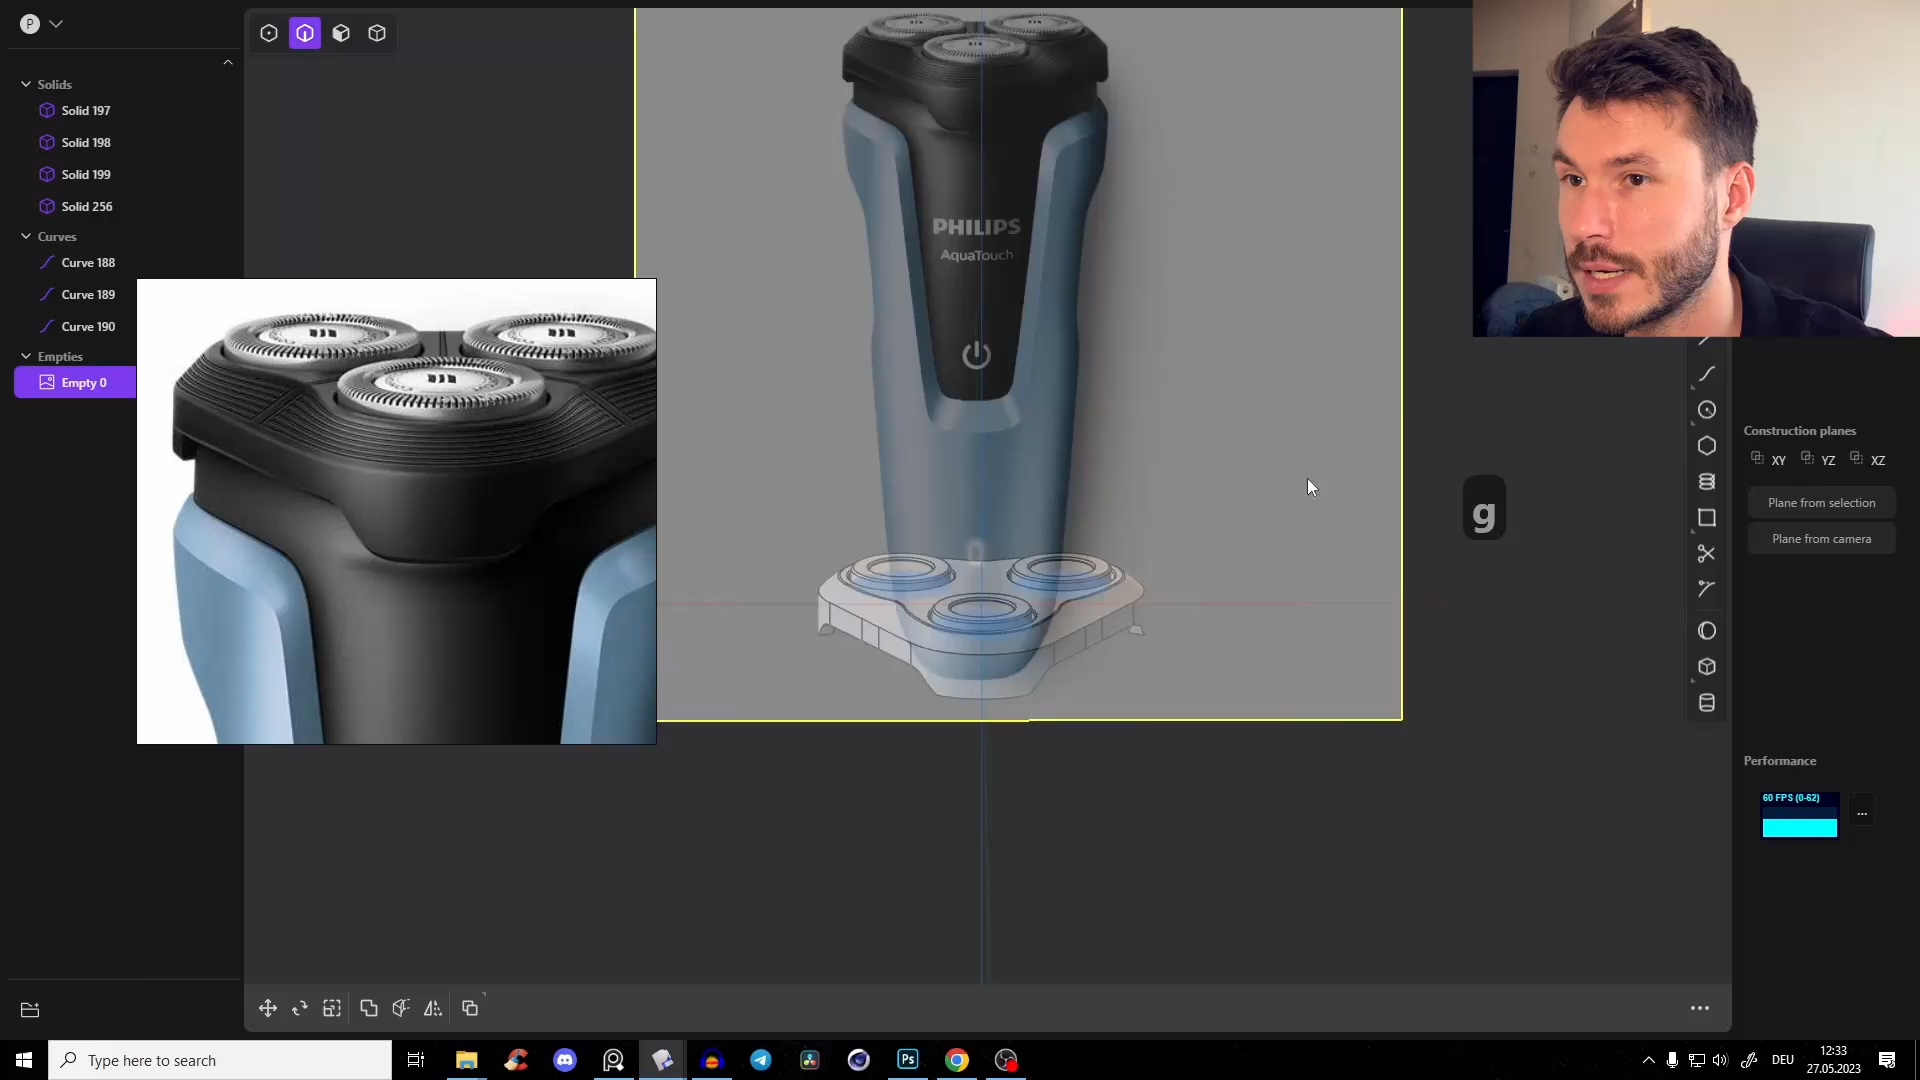 P
Solids
Solid 197
Solid 198
Solid 199
Solid 256
Curves
Curve 188
Curve 189
Curve 190
Empties
Empty 0
PHILIPS
AquaTouch
g
Construction planes
XY YZ XZ
Plane from selection
Plane from camera
Performance
60 FPS (0-62)
...
Type here to search
Ps
DEU
12:33
27.05.2023